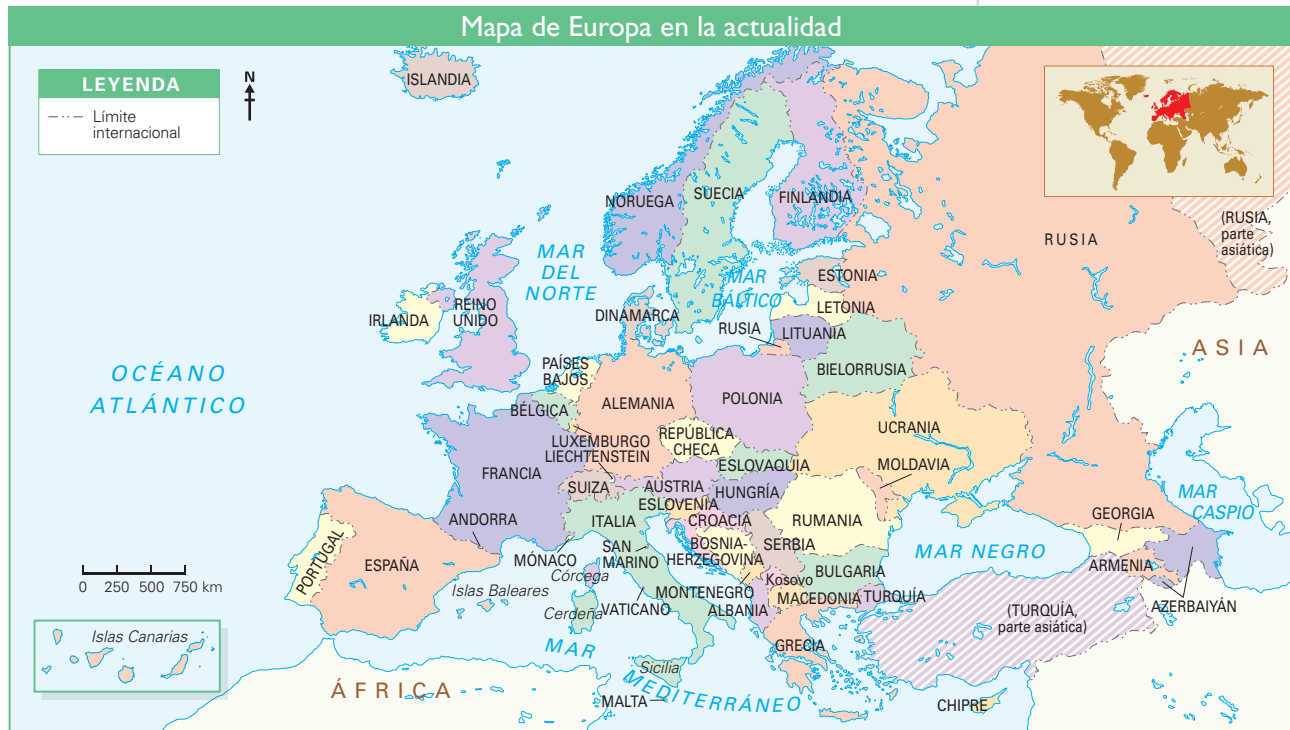 Mapa de Europa en la actualidad
LEYENDA
Límite
internacional
N
ISLANDIA
NORUEGA
SUECIA
FINLANDIA
RUSIA
(RUSIA,
parte
asiática)
MAR
DEL
NORTE
MAR
BÁLTICO
ESTONIA
LETONIA
LITUANIA
RUSIA
DINAMARCA
IRLANDA
REINO
UNIDO
BIELORRUSIA
ASIA
OCÉANO
ATLÁNTICO
PAÍSES
BAJOS
BÉLGICA
ALEMANIA
POLONIA
UCRANIA
LUXEMBURGO
LIECHTENSTEIN
REPÚBLICA
CHECA
ESLOVAQUIA
MOLDAVIA
FRANCIA
SUIZA
AUSTRIA
HUNGRÍA
ESLOVENIA
CROACIA
RUMANIA
MAR
CASPIO
GEORGIA
ANDORRA
ITALIA
MÓNACO
SAN
MARINO
BOSNIA-
HERZEGOVINA
SERBIA
MAR NEGRO
PORTUGAL
ESPAÑA
Córcega
Islas Baleares
Cerdeña
VATICANO
MONTENEGRO
ALBANIA
Kosovo
MACEDONIA
BULGARIA
TURQUÍA
ARMENIA
AZERBAIYÁN
(TURQUÍA,
parte asiática)
0 250 500 750 km
Islas Canarias
GRECIA
MAR
MEDITERRÁNEO
Sicilia
MALTA
CHIPRE
ÁFRICA